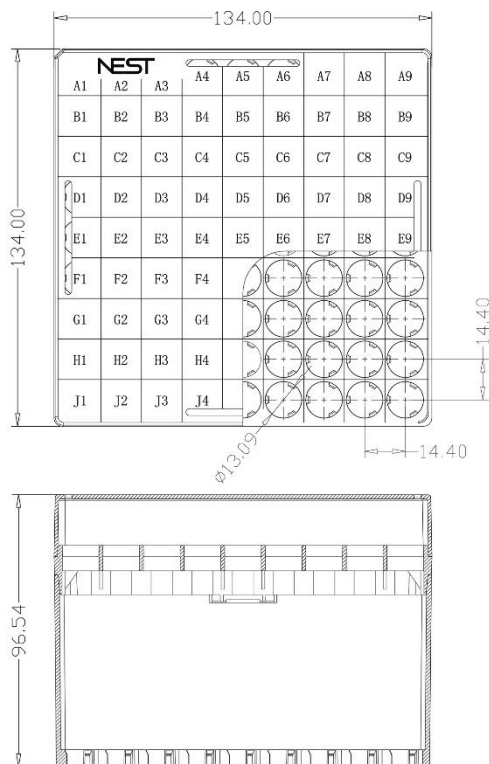 134.00
NEST
A1 A2 A3 A4 A5 A6 A7 A8 A9
B1 B2 B3 B4 B5 B6 B7 B8 B9
C1 C2 C3 C4 C5 C6 C7 C8 C9
134.00
D1 D2 D3 D4 D5 D6 D7 D8 D9
E1 E2 E3 E4 E5 E6 E7 E8 E9
F1 F2 F3 F4
G1 G2 G3 G4
14.40
H1 H2 H3 H4
J1 J2 J3 J4
ø13.09
14.40
96.54